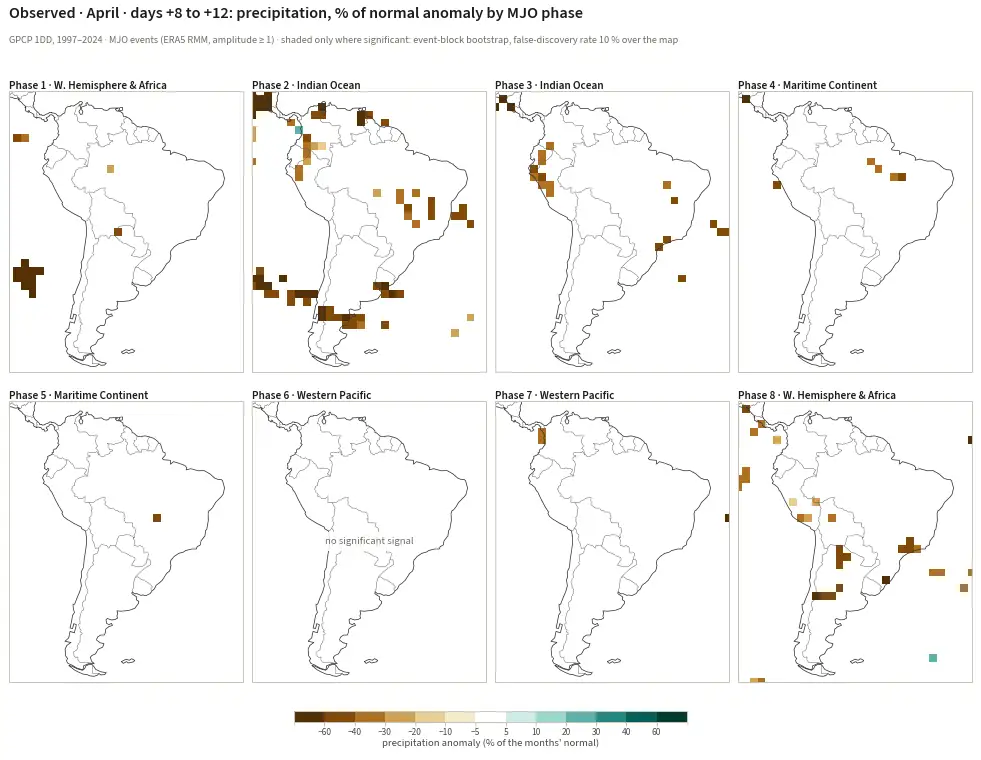 Observed · April · days +8 to +12: precipitation, % of normal anomaly by MJO phase
GPCP 1DD, 1997–2024 · MJO events (ERA5 RMM, amplitude ≥ 1) · shaded only where significant: event-block bootstrap, false-discovery rate 10 % over the map
Phase 1 · W. Hemisphere & Africa
Phase 2 · Indian Ocean
Phase 3 · Indian Ocean
Phase 4 · Maritime Continent
Phase 5 · Maritime Continent
Phase 6 · Western Pacific
Phase 7 · Western Pacific
Phase 8 · W. Hemisphere & Africa
no significant signal
−60 −40 −30 −20 −10 −5 5 10 20 30 40 60
precipitation anomaly (% of the months' normal)